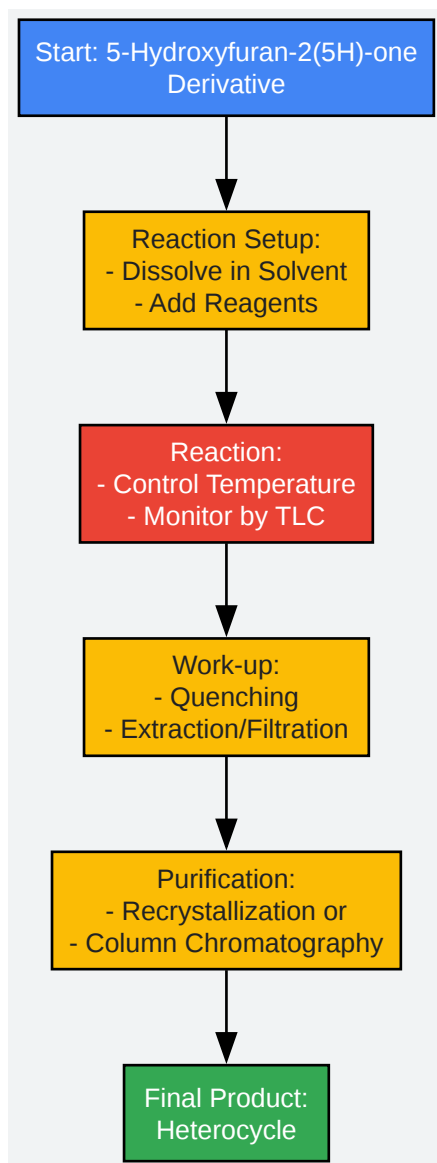 Start: 5-Hydroxyfuran-2(5H)-one
Derivative
Reaction Setup:
- Dissolve in Solvent
- Add Reagents
Reaction:
- Control Temperature
- Monitor by TLC
Work-up:
- Quenching
- Extraction/Filtration
Purification:
- Recrystallization or
- Column Chromatography
Final Product:
Heterocycle